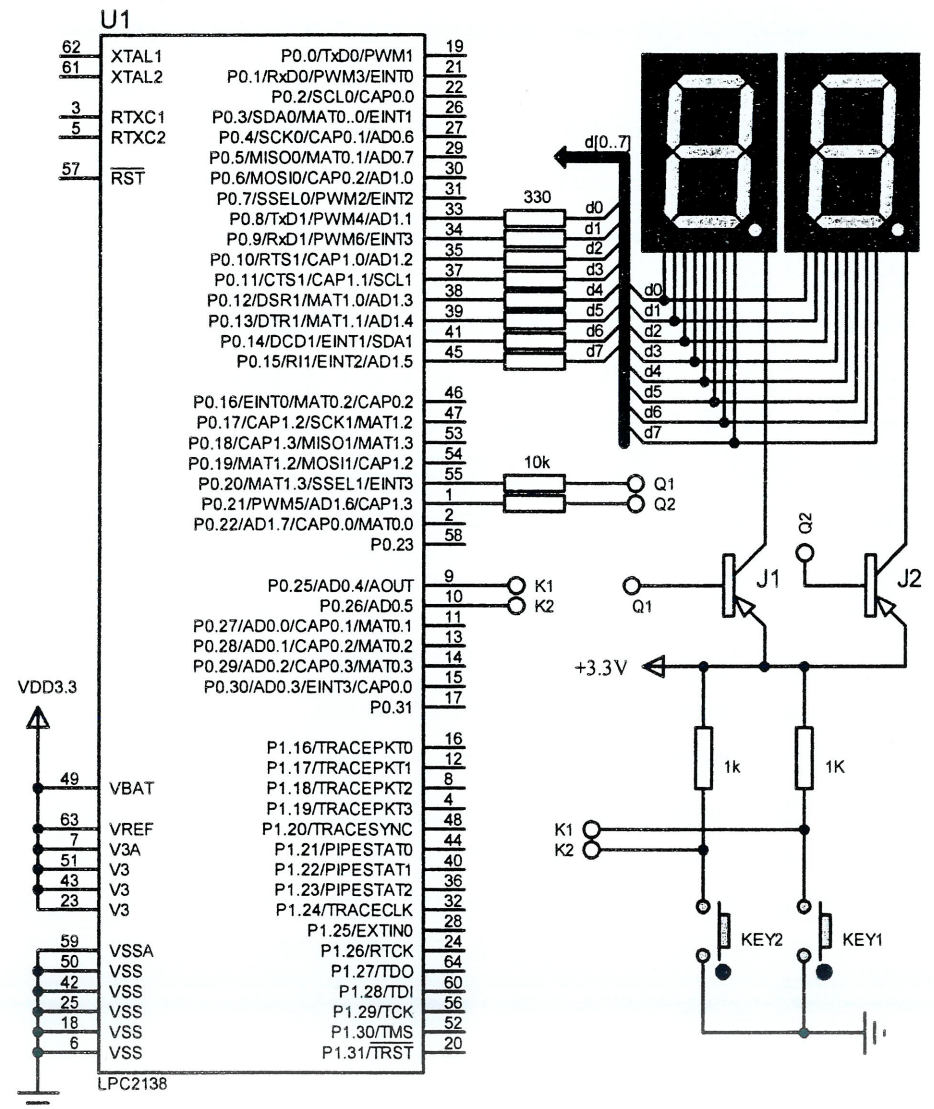 U1
62 XTAL1
61 XTAL2
3 RTXC1
5 RTXC2
57 RST
VDD3.3
49 VBAT
63 VREF
7 V3A
51 V3
43 V3
23 V3
59 VSSA
50 VSS
42 VSS
25 VSS
18 VSS
6 VSS
P0.0/TxD0/PWM1 19
P0.1/RxD0/PWM3/EINT0 21
P0.2/SCL0/CAP0.0 22
P0.3/SDA0/MAT0..0/EINT1 26
P0.4/SCK0/CAP0.1/AD0.6 27
P0.5/MISO0/MAT0.1/AD0.7 29
P0.6/MOSI0/CAP0.2/AD1.0 30
P0.7/SSEL0/PWM2/EINT2 31
P0.8/TxD1/PWM4/AD1.1 33
P0.9/RxD1/PWM6/EINT3 34
P0.10/RTS1/CAP1.0/AD1.2 35
P0.11/CTS1/CAP1.1/SCL1 37
P0.12/DSR1/MAT1.0/AD1.3 38
P0.13/DTR1/MAT1.1/AD1.4 39
P0.14/DCD1/EINT1/SDA1 41
P0.15/RI1/EINT2/AD1.5 45
P0.16/EINT0/MAT0.2/CAP0.2 46
P0.17/CAP1.2/SCK1/MAT1.2 47
P0.18/CAP1.3/MISO1/MAT1.3 53
P0.19/MAT1.2/MOSI1/CAP1.2 54
P0.20/MAT1.3/SSEL1/EINT3 55
P0.21/PWM5/AD1.6/CAP1.3 1
P0.22/AD1.7/CAP0.0/MAT0.0 2
P0.23 58
P0.25/AD0.4/AOUT 9
P0.26/AD0.5 10
P0.27/AD0.0/CAP0.1/MAT0.1 11
P0.28/AD0.1/CAP0.2/MAT0.2 13
P0.29/AD0.2/CAP0.3/MAT0.3 14
P0.30/AD0.3/EINT3/CAP0.0 15
P0.31 17
P1.16/TRACEPKT0 16
P1.17/TRACEPKT1 12
P1.18/TRACEPKT2 8
P1.19/TRACEPKT3 4
P1.20/TRACESYNC 48
P1.21/PIPESTAT0 44
P1.22/PIPESTAT1 40
P1.23/PIPESTAT2 36
P1.24/TRACECLK 32
P1.25/EXTIN0 28
P1.26/RTCK 24
P1.27/TDO 64
P1.28/TDI 60
P1.29/TCK 56
P1.30/TMS 52
P1.31/TRST 20
LPC2138
330
d[0..7]
d0
d1
d2
d3
d4
d5
d6
d7
d0
d1
d2
d3
d4
d5
d6
d7
10k
Q1
Q2
K1
K2
Q1
J1
Q2
J2
+3.3V
1k
1K
K1
K2
KEY2
KEY1